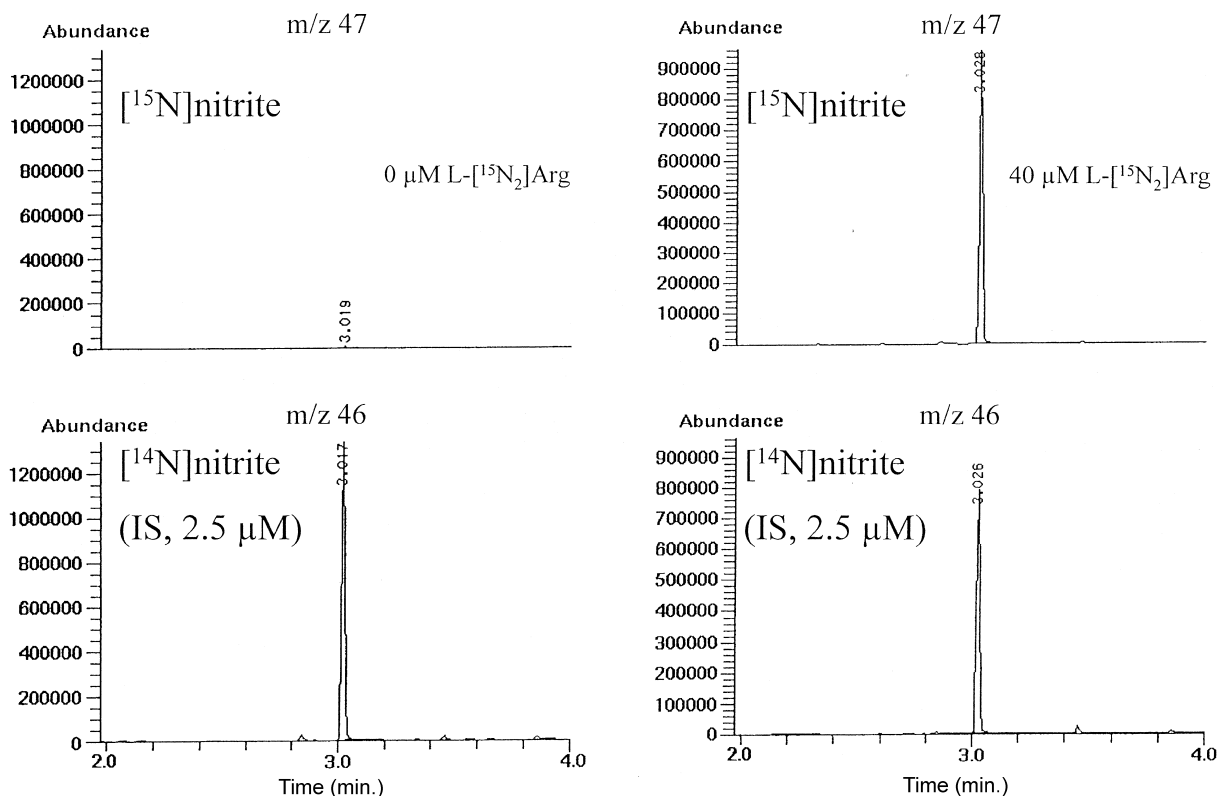 m/z 47
Abundance
1200000
1000000
800000
600000
400000
200000
0
[¹⁵N]nitrite
0 µM L-[¹⁵N₂]Arg
3.019
m/z 47
Abundance
900000
800000
700000
600000
500000
400000
300000
200000
100000
0
[¹⁵N]nitrite
3.028
40 µM L-[¹⁵N₂]Arg
m/z 46
Abundance
1200000
1000000
800000
600000
400000
200000
0
[¹⁴N]nitrite
(IS, 2.5 µM)
3.017
2.0 3.0 4.0
Time (min.)
m/z 46
Abundance
900000
800000
700000
600000
500000
400000
300000
200000
100000
0
[¹⁴N]nitrite
(IS, 2.5 µM)
3.026
2.0 3.0 4.0
Time (min.)